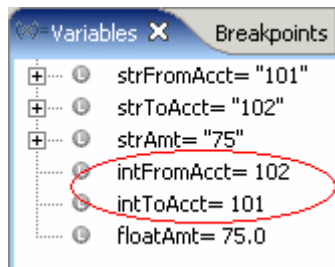 Variables Breakpoints
strFromAcct= "101"
strToAcct= "102"
strAmt= "75"
intFromAcct= 102
intToAcct= 101
floatAmt= 75.0